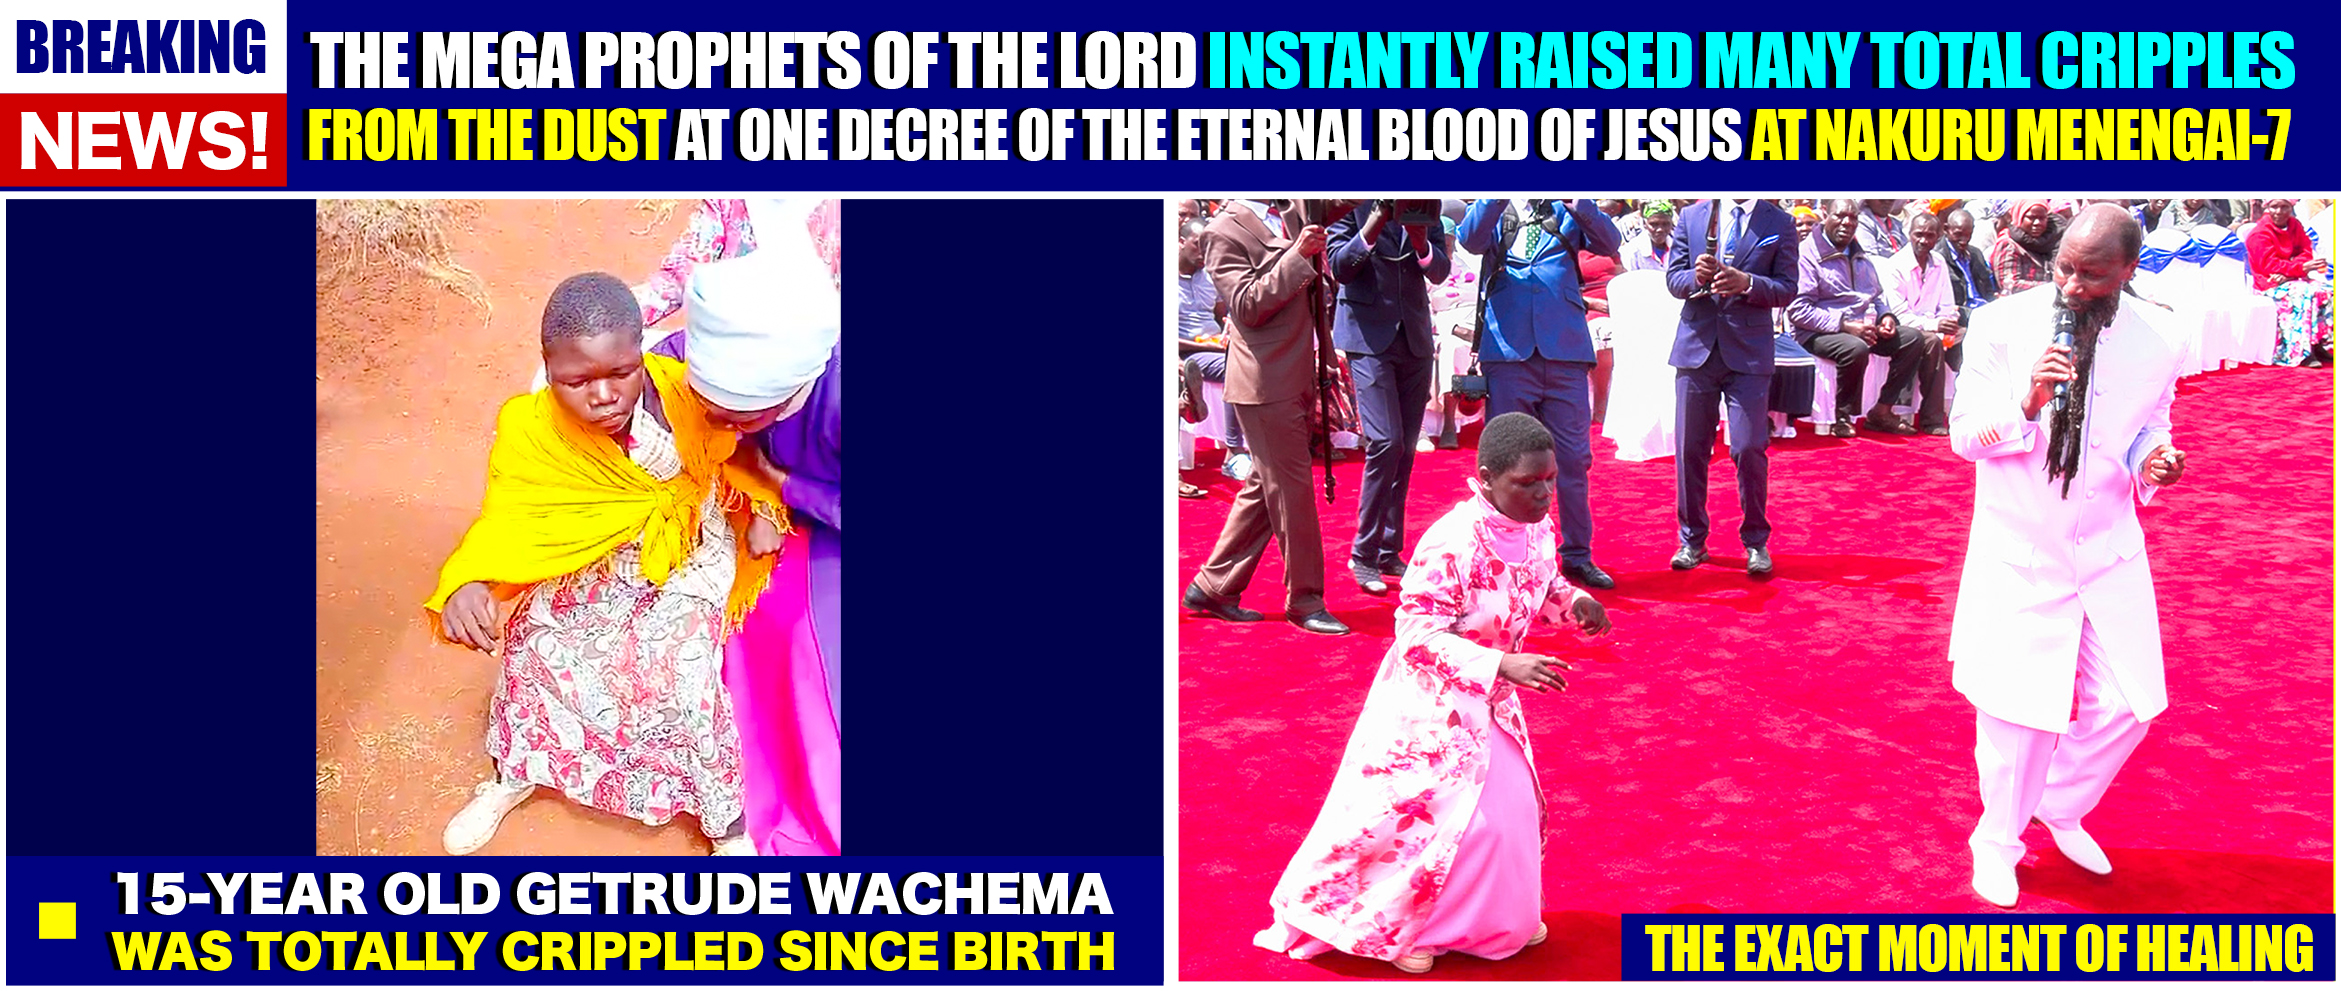 BREAKING
NEWS!
THE MEGA PROPHETS OF THE LORD INSTANTLY RAISED MANY TOTAL CRIPPLES
FROM THE DUST AT ONE DECREE OF THE ETERNAL BLOOD OF JESUS AT NAKURU MENENGAI-7
15-YEAR OLD GETRUDE WACHEMA
WAS TOTALLY CRIPPLED SINCE BIRTH
THE EXACT MOMENT OF HEALING